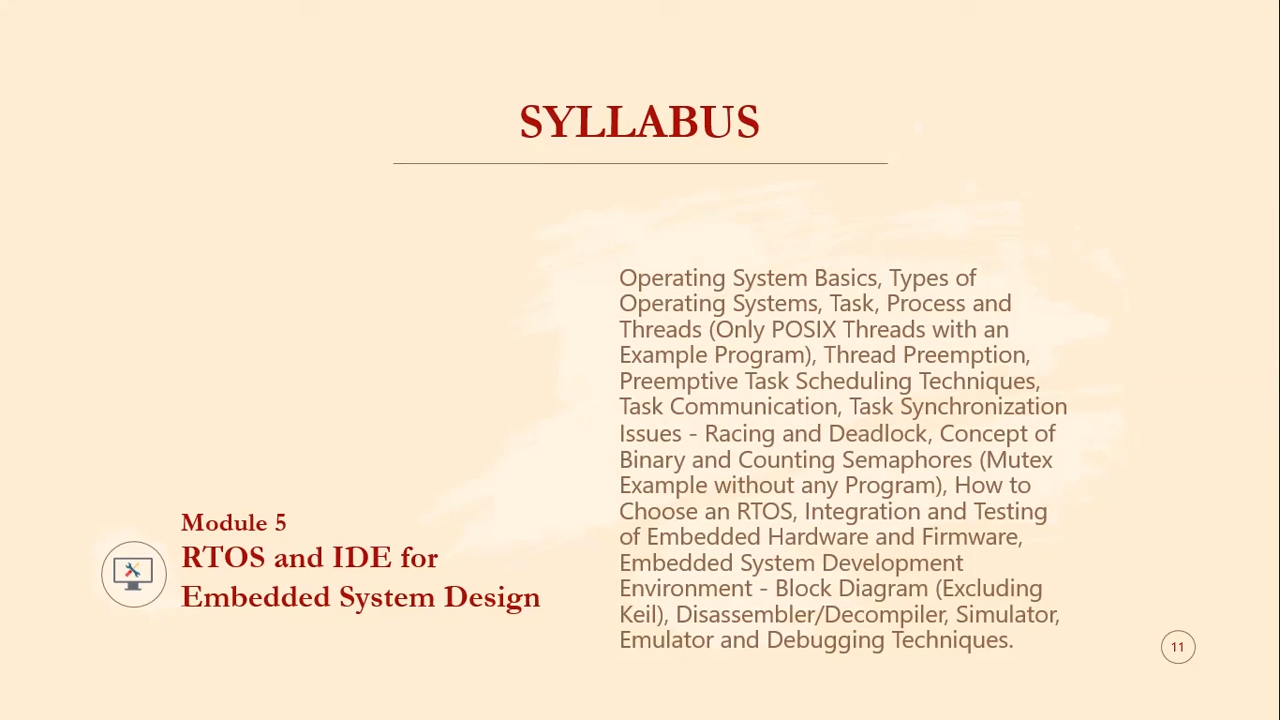 SYLLABUS
Module 5
RTOS and IDE for
Embedded System Design
Operating System Basics, Types of
Operating Systems, Task, Process and
Threads (Only POSIX Threads with an
Example Program), Thread Preemption,
Preemptive Task Scheduling Techniques,
Task Communication, Task Synchronization
Issues - Racing and Deadlock, Concept of
Binary and Counting Semaphores (Mutex
Example without any Program), How to
Choose an RTOS, Integration and Testing
of Embedded Hardware and Firmware,
Embedded System Development
Environment - Block Diagram (Excluding
Keil), Disassembler/Decompiler, Simulator,
Emulator and Debugging Techniques.
11